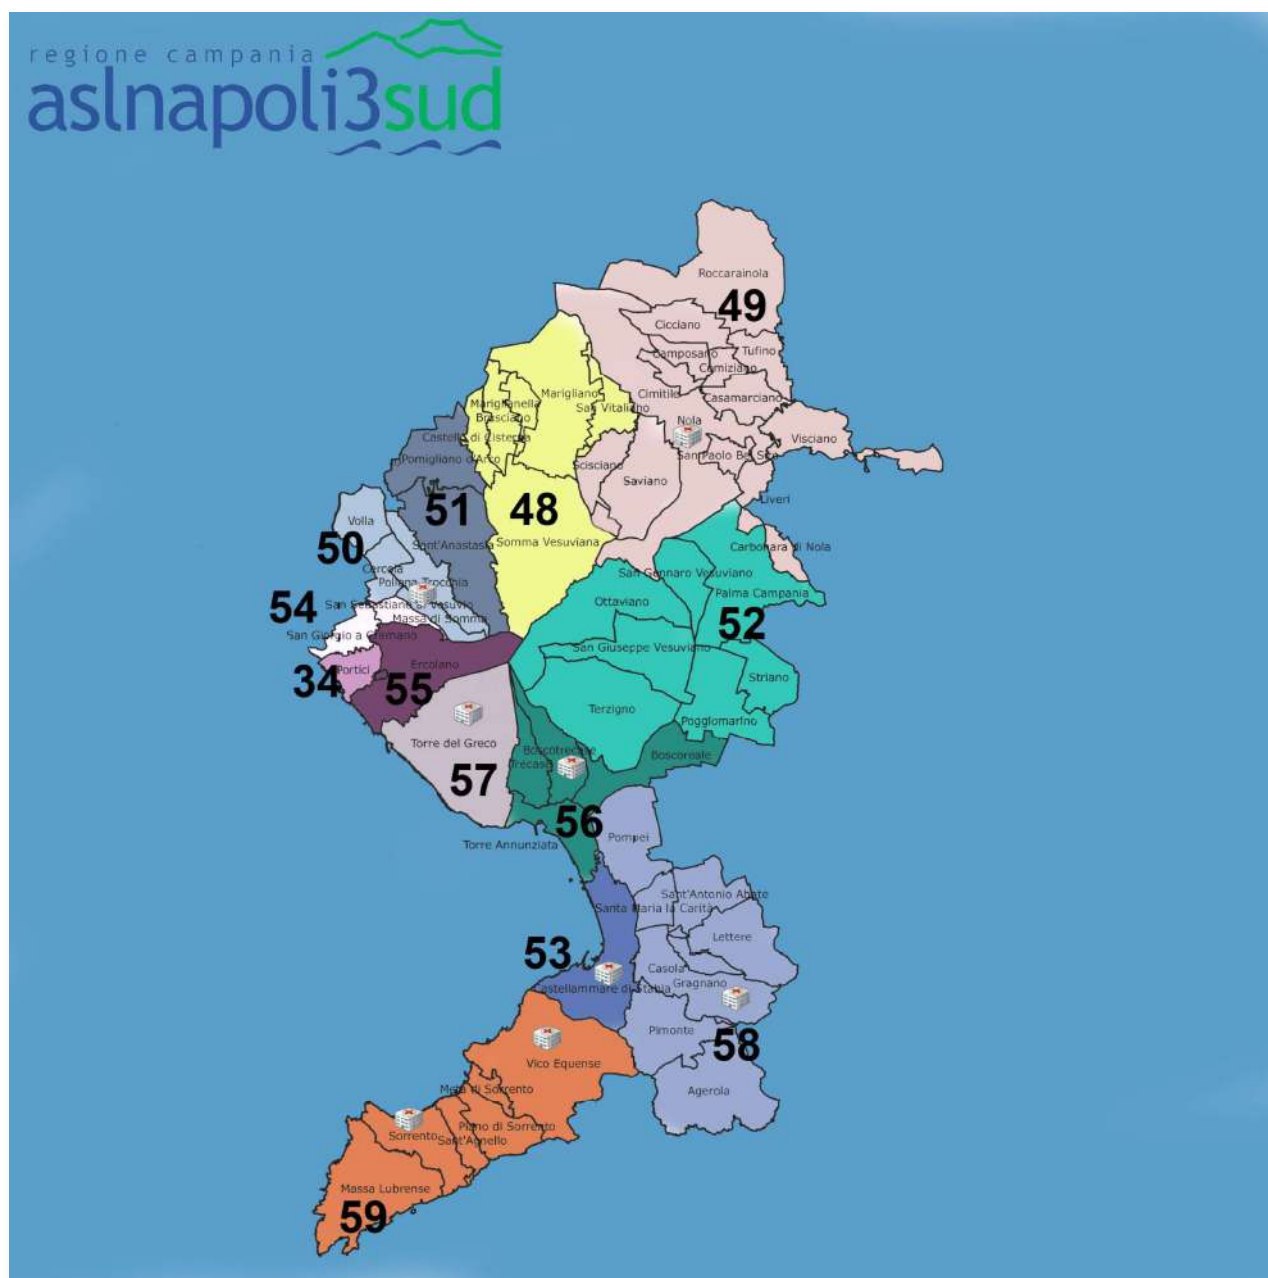 regione campania
aslnapoli3sud
Roccarainola
49
Cicciano
Camposano
Tufino
Comiziano
Marigliano
Cimitile
Casamarciano
Mariglianella
San Vitaliano
Brusciano
Nola
Castello di Cisterna
Visciano
Pomigliano d'Arco
San Paolo Bel Sito
Scisciano
Saviano
Liveri
51
48
Volla
50
Sant'Anastasia
Somma Vesuviana
Carbonara di Nola
Cercola
San Gennaro Vesuviano
Pollena Trocchia
Palma Campania
Ottaviano
54
San Sebastiano al Vesuvio
Massa di Somma
52
San Giorgio a Cremano
San Giuseppe Vesuviano
Ercolano
Portici
34
55
Striano
Terzigno
Poggiomarino
Torre del Greco
Boscotrecase
Boscoreale
Trecase
57
56
Pompei
Torre Annunziata
Sant'Antonio Abate
Santa Maria la Carità
Lettere
53
Casola
Gragnano
Castellammare di Stabia
Pimonte
58
Vico Equense
Meta di Sorrento
Agerola
Piano di Sorrento
Sorrento
Sant'Agnello
Massa Lubrense
59